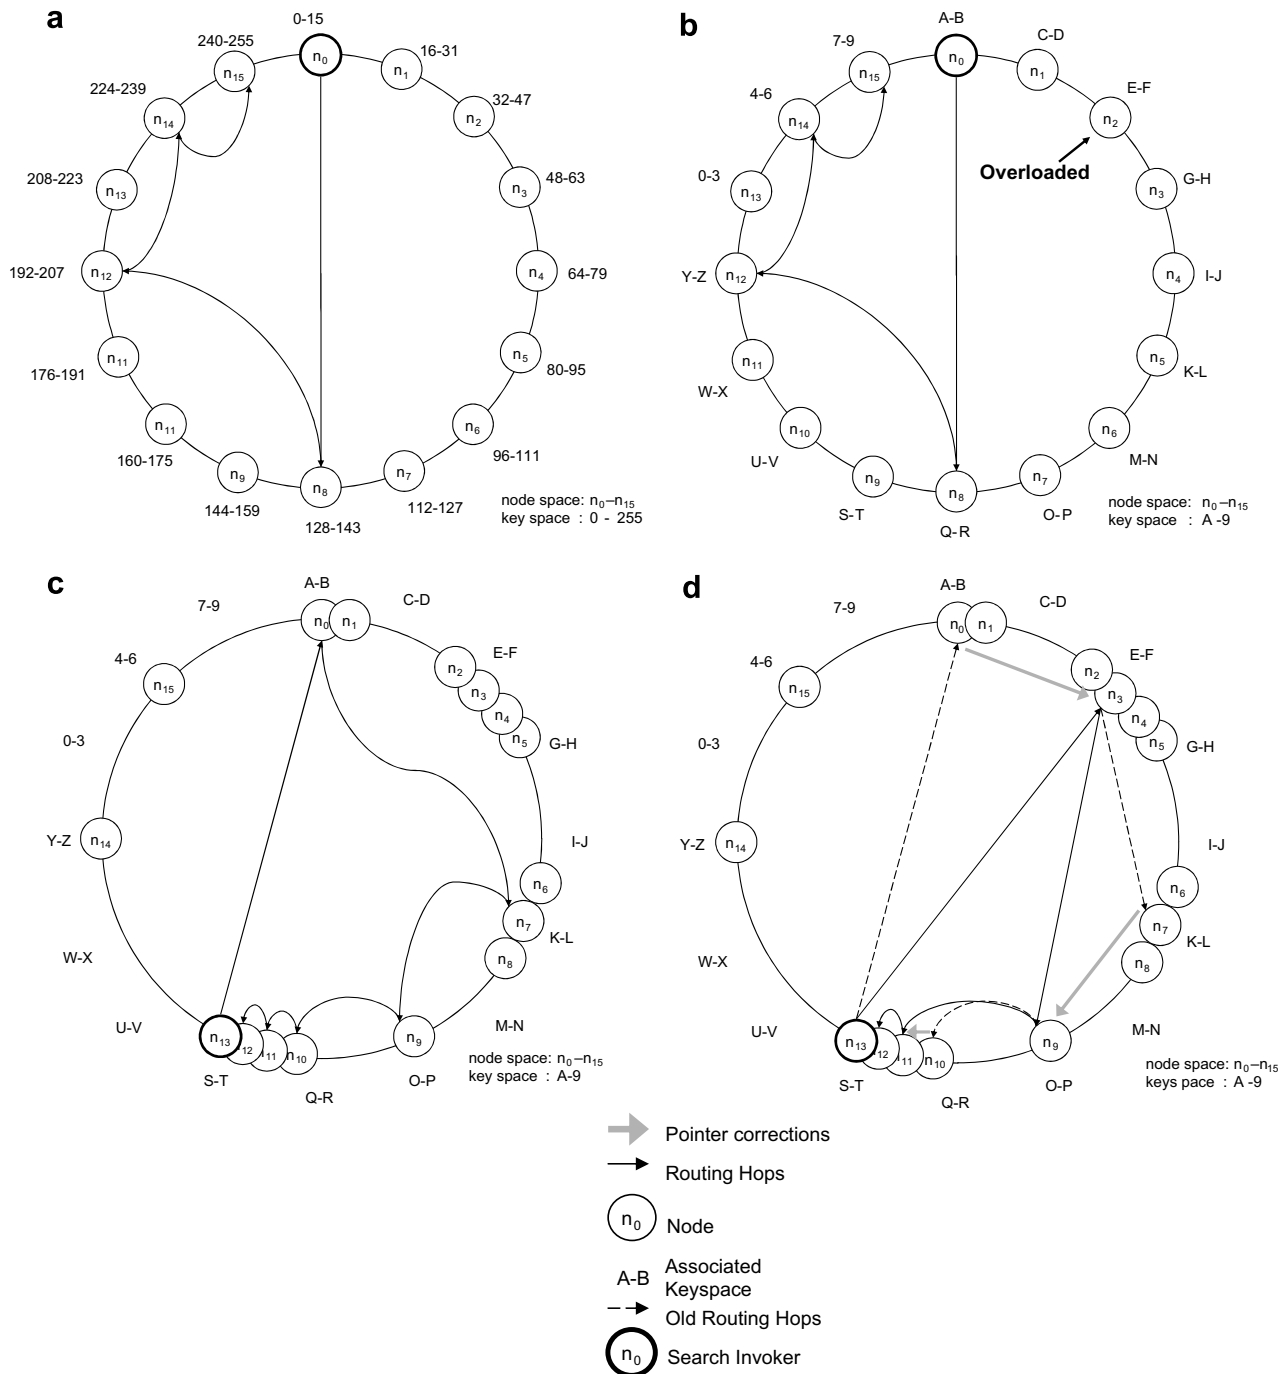 a
0-15
240-255
n0
16-31
n15
n1
224-239
32-47
n14
n2
208-223
48-63
n13
n3
192-207
n12
n4
64-79
n11
n5
176-191
80-95
n11
n6
160-175
96-111
n9
n7
n8
144-159
112-127
128-143
node space: n0–n15
key space : 0 - 255
b
A-B
7-9
C-D
n0
n15
n1
4-6
E-F
n14
n2
Overloaded
0-3
G-H
n13
n3
Y-Z
n12
n4
I-J
n11
n5
W-X
K-L
n10
n6
U-V
M-N
n9
n7
n8
S-T
O-P
Q-R
node space: n0–n15
key space : A -9
c
A-B
7-9
C-D
n0
n1
4-6
E-F
n2
n15
n3
n4
0-3
n5
G-H
Y-Z
n14
I-J
n6
n7
K-L
W-X
n8
U-V
M-N
n13
12
11
n10
n9
S-T
O-P
Q-R
node space: n0–n15
key space : A-9
d
A-B
7-9
C-D
n0
n1
4-6
E-F
n2
n15
n3
n4
0-3
n5
G-H
Y-Z
n14
I-J
n6
n7
K-L
W-X
n8
U-V
M-N
n13
12
11
n10
n9
S-T
O-P
Q-R
node space: n0–n15
keys pace : A -9
Pointer corrections
Routing Hops
n0 Node
A-B Associated
Keyspace
Old Routing Hops
n0 Search Invoker